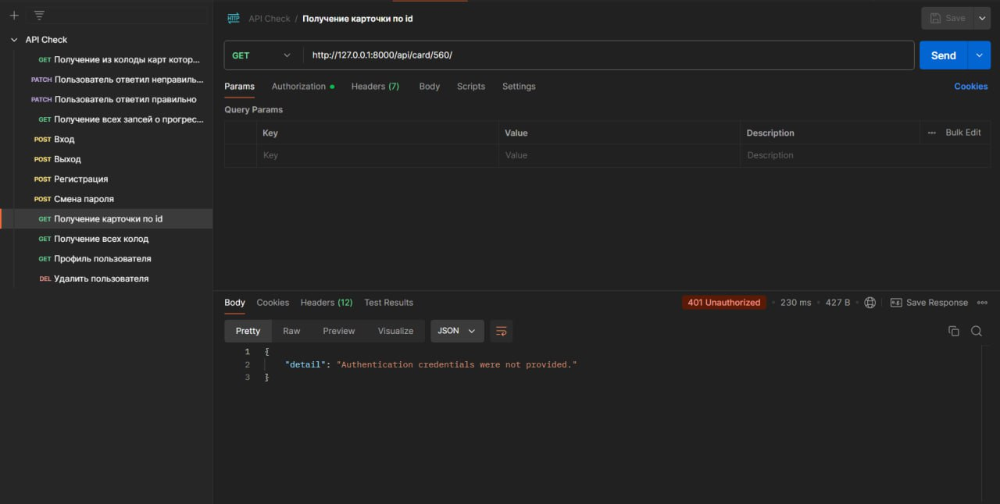 API Check
GET Получение из колоды карт котор...
PATCH Пользователь ответил неправиль...
PATCH Пользователь ответил правильно
GET Получение всех запсей о прогрес...
POST Вход
POST Выход
POST Регистрация
POST Смена пароля
GET Получение карточки по id
GET Получение всех колод
GET Профиль пользователя
DEL Удалить пользователя
HTTP API Check / Получение карточки по id
Save
GET http://127.0.0.1:8000/api/card/560/
Send
Params Authorization Headers (7) Body Scripts Settings
Cookies
Query Params
Key Value Description Bulk Edit
Key Value Description
Body Cookies Headers (12) Test Results
401 Unauthorized 230 ms 427 B e.g. Save Response
Pretty Raw Preview Visualize JSON
1 {
2 "detail": "Authentication credentials were not provided."
3 }